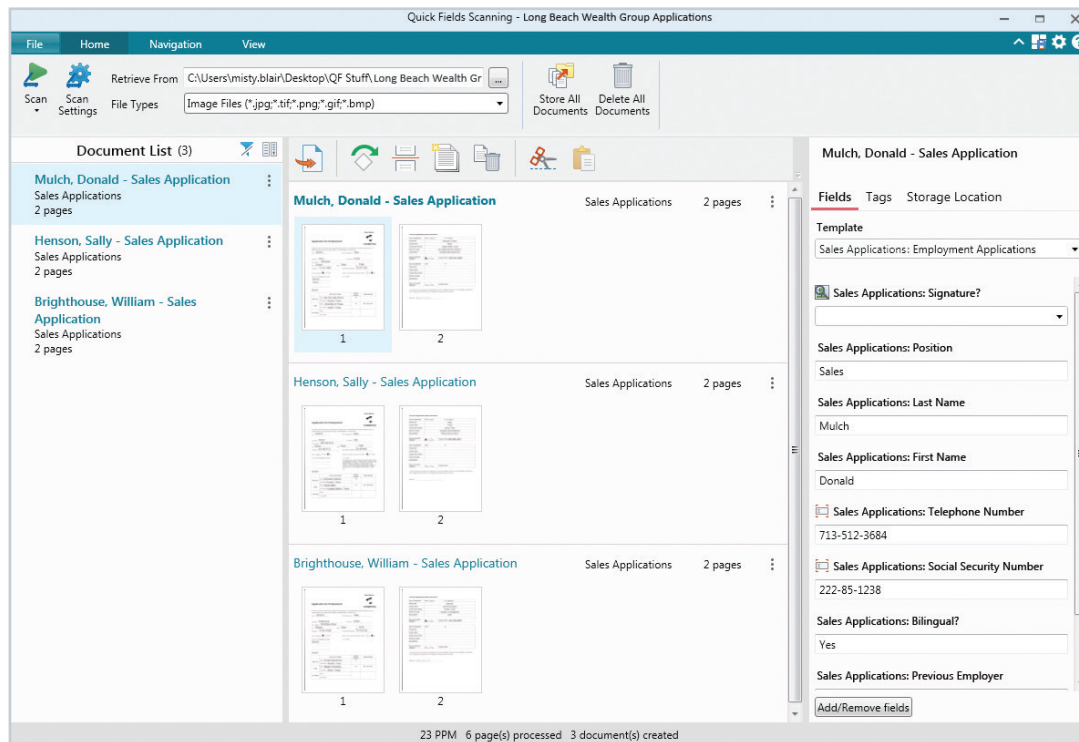 Quick Fields Scanning - Long Beach Wealth Group Applications
File Home Navigation View
Scan
Scan Settings
Retrieve From C:\Users\misty.blair\Desktop\QF Stuff\Long Beach Wealth Gr ...
File Types Image Files (*.jpg;*.tif;*.png;*.gif;*.bmp)
Store All Documents
Delete All Documents
Document List (3)
Mulch, Donald - Sales Application
Sales Applications
2 pages
Henson, Sally - Sales Application
Sales Applications
2 pages
Brighthouse, William - Sales
Application
Sales Applications
2 pages
Mulch, Donald - Sales Application Sales Applications 2 pages
1 2
Henson, Sally - Sales Application Sales Applications 2 pages
1 2
Brighthouse, William - Sales Application Sales Applications 2 pages
1 2
Mulch, Donald - Sales Application
Fields Tags Storage Location
Template
Sales Applications: Employment Applications
Sales Applications: Signature?
Sales Applications: Position
Sales
Sales Applications: Last Name
Mulch
Sales Applications: First Name
Donald
Sales Applications: Telephone Number
713-512-3684
Sales Applications: Social Security Number
222-85-1238
Sales Applications: Bilingual?
Yes
Sales Applications: Previous Employer
Add/Remove fields
23 PPM 6 page(s) processed 3 document(s) created